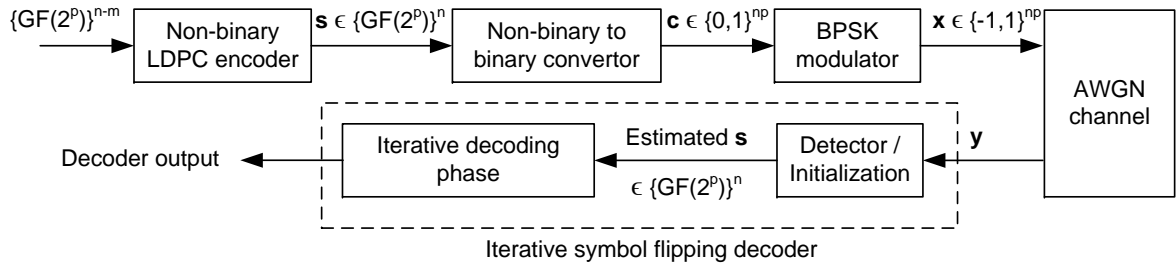 {GF(2^p)}^{n-m}
Non-binary
LDPC encoder
s ϵ {GF(2^p)}^n
Non-binary to
binary convertor
c ϵ {0,1}^{np}
BPSK
modulator
x ϵ {-1,1}^{np}
AWGN
channel
y
Detector /
Initialization
Estimated s
ϵ {GF(2^p)}^n
Iterative decoding
phase
Decoder output
Iterative symbol flipping decoder